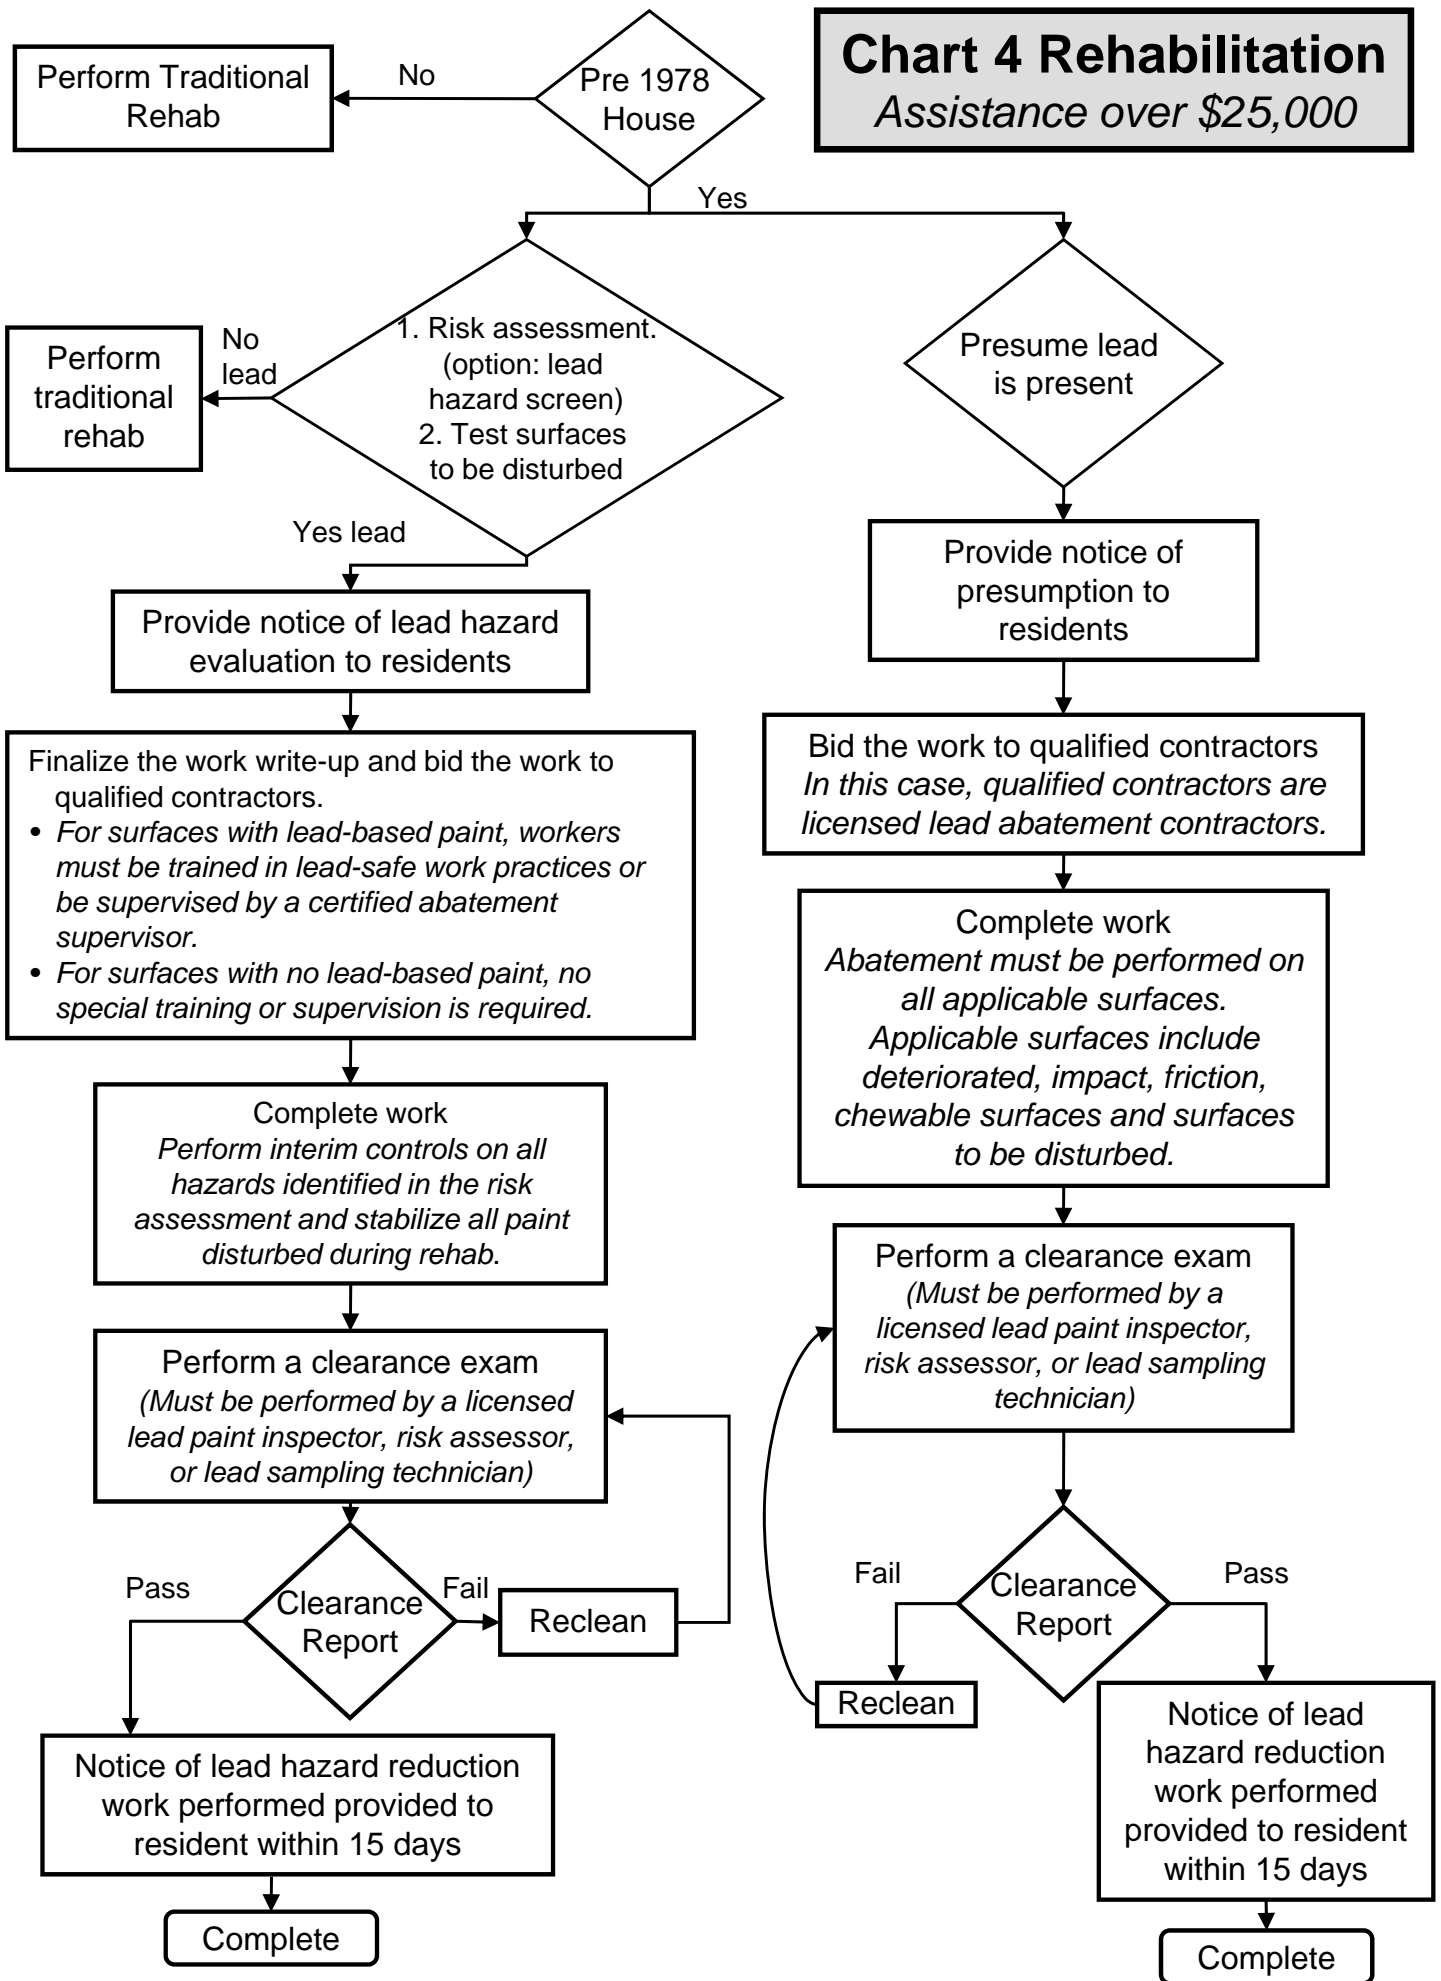 Chart 4 Rehabilitation
Assistance over $25,000
Pre 1978
House
No
Perform Traditional
Rehab
Yes
1. Risk assessment.
(option: lead
hazard screen)
2. Test surfaces
to be disturbed
No
lead
Perform
traditional
rehab
Yes lead
Provide notice of lead hazard
evaluation to residents
Finalize the work write-up and bid the work to
qualified contractors.
• For surfaces with lead-based paint, workers
must be trained in lead-safe work practices or
be supervised by a certified abatement
supervisor.
• For surfaces with no lead-based paint, no
special training or supervision is required.
Complete work
Perform interim controls on all
hazards identified in the risk
assessment and stabilize all paint
disturbed during rehab.
Perform a clearance exam
(Must be performed by a licensed
lead paint inspector, risk assessor,
or lead sampling technician)
Clearance
Report
Pass
Fail
Reclean
Notice of lead hazard reduction
work performed provided to
resident within 15 days
Complete
Presume lead
is present
Provide notice of
presumption to
residents
Bid the work to qualified contractors
In this case, qualified contractors are
licensed lead abatement contractors.
Complete work
Abatement must be performed on
all applicable surfaces.
Applicable surfaces include
deteriorated, impact, friction,
chewable surfaces and surfaces
to be disturbed.
Perform a clearance exam
(Must be performed by a
licensed lead paint inspector,
risk assessor, or lead sampling
technician)
Clearance
Report
Fail
Pass
Reclean
Notice of lead
hazard reduction
work performed
provided to resident
within 15 days
Complete